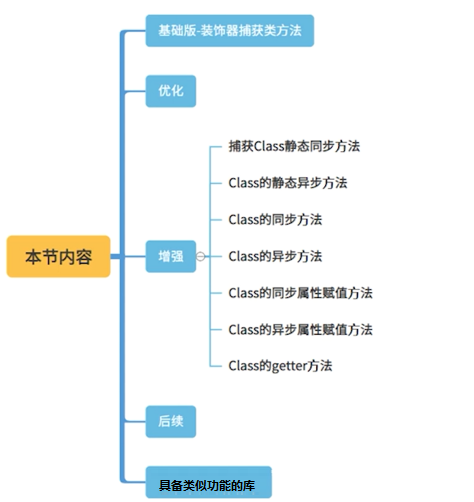 基础版-装饰器捕获类方法
优化
捕获Class静态同步方法
Class的静态异步方法
Class的同步方法
本节内容
增强
Class的异步方法
Class的同步属性赋值方法
Class的异步属性赋值方法
Class的getter方法
后续
具备类似功能的库